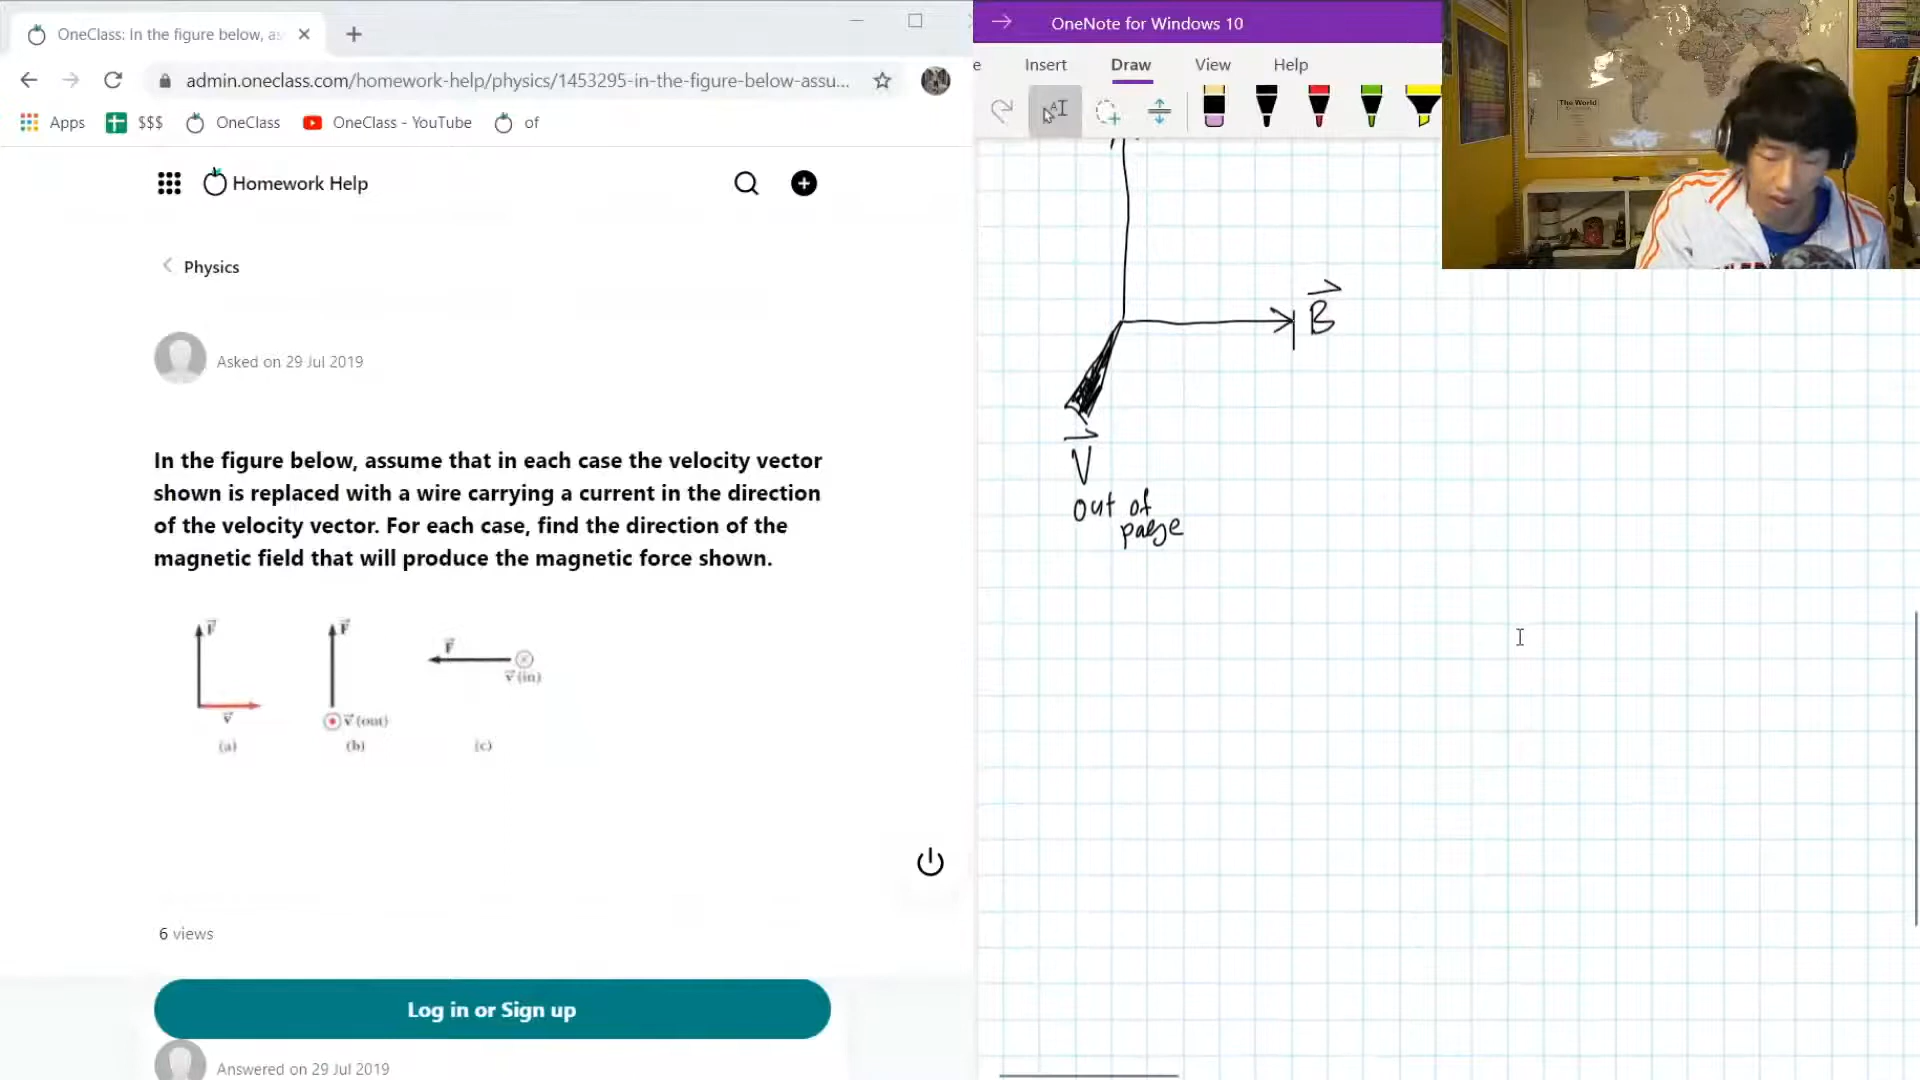 OneClass: In the figure below, as
admin.oneclass.com/homework-help/physics/1453295-in-the-figure-below-assu...
Apps
$$$
OneClass
OneClass - YouTube
of
Homework Help
Physics
Asked on 29 Jul 2019
In the figure below, assume that in each case the velocity vector
shown is replaced with a wire carrying a current in the direction
of the velocity vector. For each case, find the direction of the
magnetic field that will produce the magnetic force shown.
F
v
(a)
F
v (out)
(b)
F
v (in)
(c)
6 views
Log in or Sign up
Answered on 29 Jul 2019
OneNote for Windows 10
e
Insert
Draw
View
Help
B
V
out of
page
The World